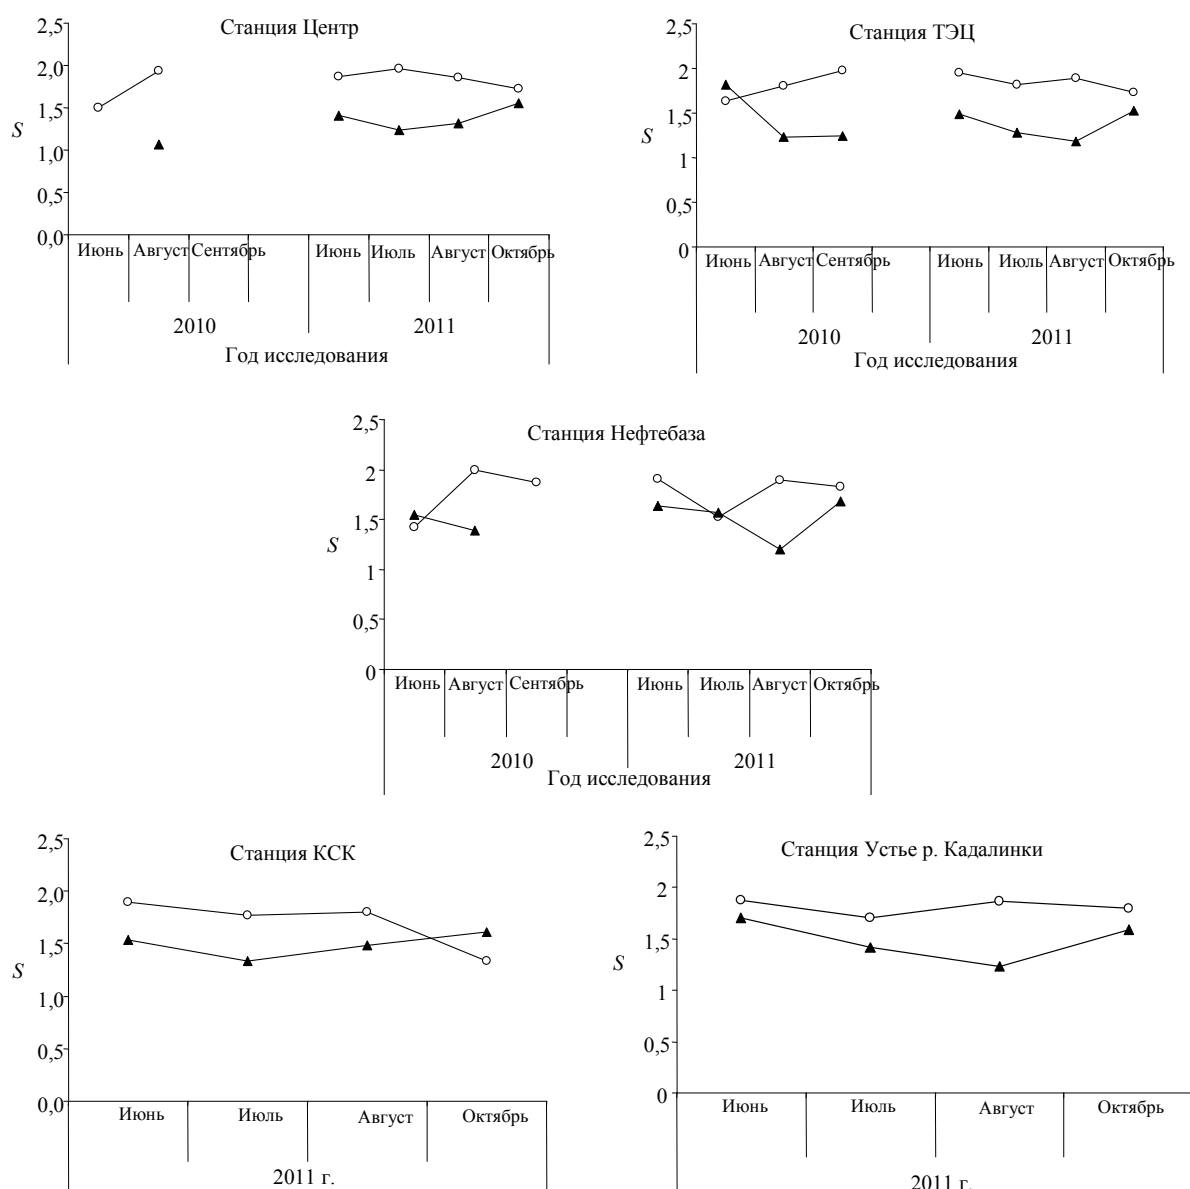 Станция Центр
2,5
2,0
1,5
1,0
0,5
0,0
S
Июнь Август Сентябрь Июнь Июль Август Октябрь
2010 2011
Год исследования
Станция ТЭЦ
2,5
2
1,5
1
0,5
0
S
Июнь Август Сентябрь Июнь Июль Август Октябрь
2010 2011
Год исследования
Станция Нефтебаза
2,5
2
1,5
1
0,5
0
S
Июнь Август Сентябрь Июнь Июль Август Октябрь
2010 2011
Год исследования
Станция КСК
2,5
2,0
1,5
1,0
0,5
0,0
S
Июнь Июль Август Октябрь
2011 г.
Станция Устье р. Кадалинки
2,5
2
1,5
1
0,5
0
S
Июнь Июль Август Октябрь
2011 г.